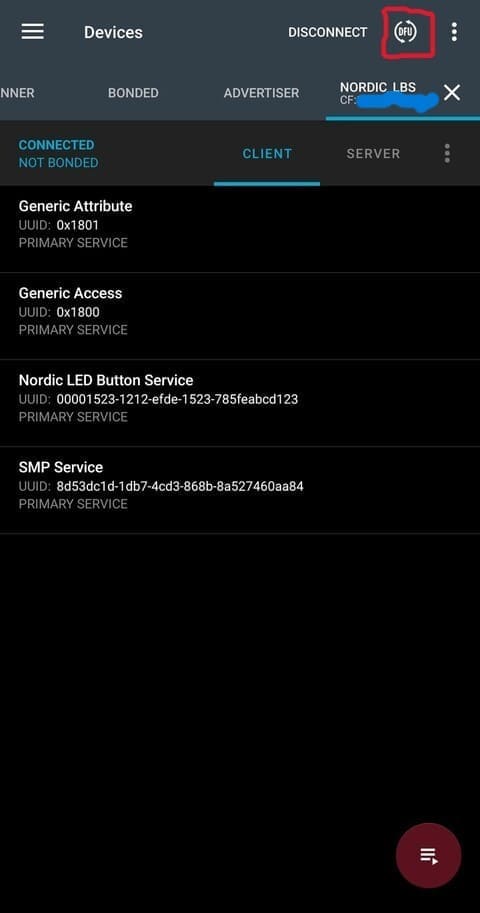 Devices
DISCONNECT
DFU
NNER
BONDED
ADVERTISER
NORDIC_LBS
CF:
CONNECTED
NOT BONDED
CLIENT
SERVER
Generic Attribute
UUID: 0x1801
PRIMARY SERVICE
Generic Access
UUID: 0x1800
PRIMARY SERVICE
Nordic LED Button Service
UUID: 00001523-1212-efde-1523-785feabcd123
PRIMARY SERVICE
SMP Service
UUID: 8d53dc1d-1db7-4cd3-868b-8a527460aa84
PRIMARY SERVICE